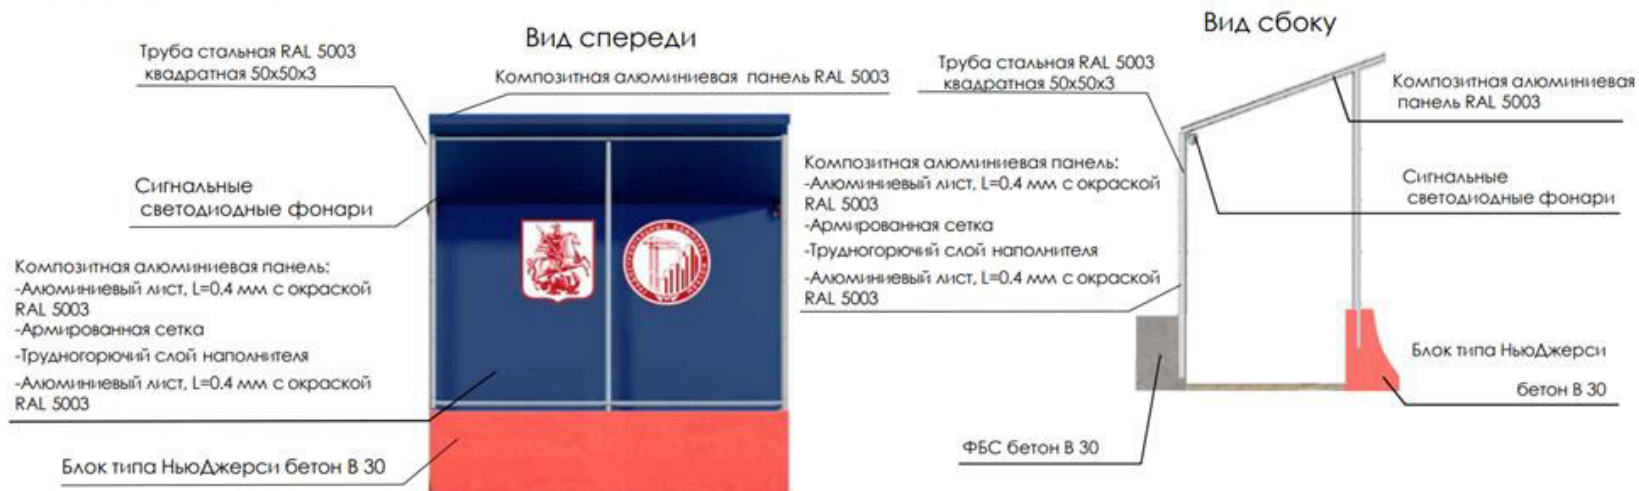 Вид спереди
Труба стальная RAL 5003
квадратная 50х50х3
Композитная алюминиевая панель RAL 5003
Сигнальные
светодиодные фонари
Композитная алюминиевая панель:
-Алюминиевый лист, L=0.4 мм с окраской
RAL 5003
-Армированная сетка
-Трудногорючий слой наполнителя
-Алюминиевый лист, L=0.4 мм с окраской
RAL 5003
Блок типа НьюДжерси бетон В 30
Вид сбоку
Труба стальная RAL 5003
квадратная 50х50х3
Композитная алюминиевая
панель RAL 5003
Композитная алюминиевая панель:
-Алюминиевый лист, L=0.4 мм с окраской
RAL 5003
-Армированная сетка
-Трудногорючий слой наполнителя
-Алюминиевый лист, L=0.4 мм с окраской
RAL 5003
Сигнальные
светодиодные фонари
Блок типа НьюДжерси
бетон В 30
ФБС бетон В 30